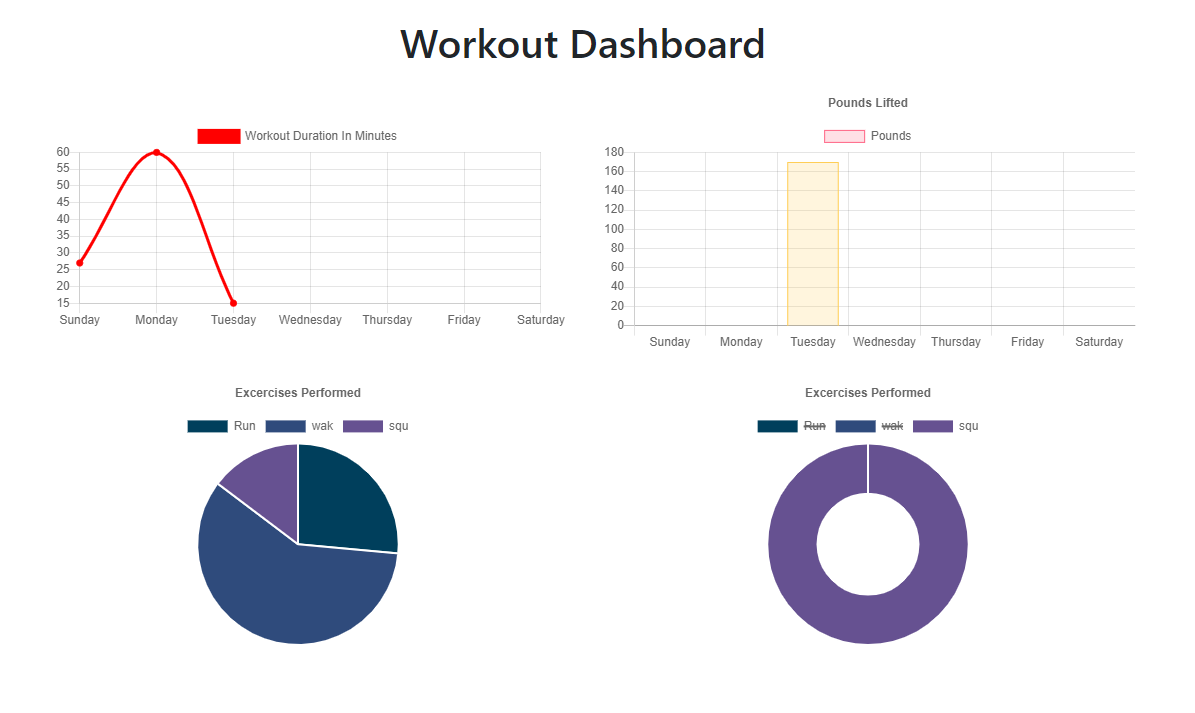 Workout Dashboard
Workout Duration In Minutes
60
55
50
45
40
35
30
25
20
15
Sunday Monday Tuesday Wednesday Thursday Friday Saturday
Pounds Lifted
Pounds
180
160
140
120
100
80
60
40
20
0
Sunday Monday Tuesday Wednesday Thursday Friday Saturday
Excercises Performed
Run wak squ
Excercises Performed
Run wak squ